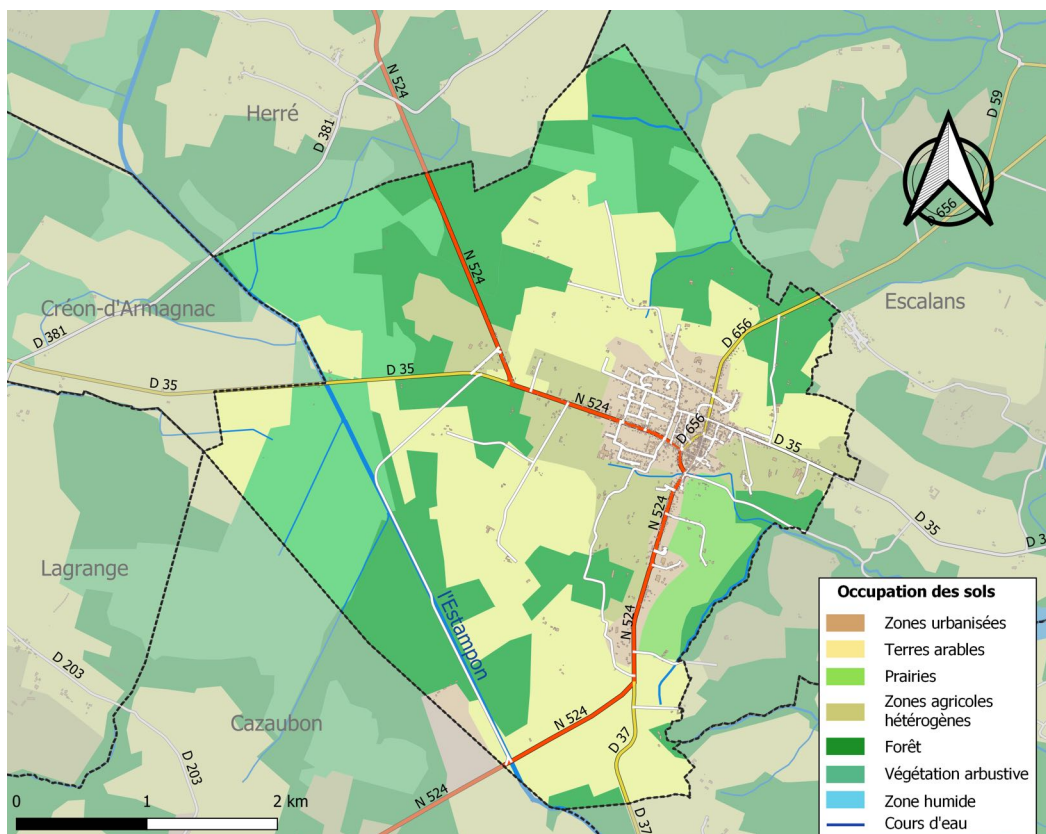 N 524
D 59
Herré
D 381
D 656
N 524
Créon-d'Armagnac
Escalans
D 381
D 656
D 35
D 35
N 524
D 656
D 35
N 524
D 35
D 3
Lagrange
l'Estampon
N 524
D 203
Cazaubon
N 524
D 37
D 203
N 524
D 37
0 1 2 km
Occupation des sols
Zones urbanisées
Terres arables
Prairies
Zones agricoles
hétérogènes
Forêt
Végétation arbustive
Zone humide
Cours d'eau